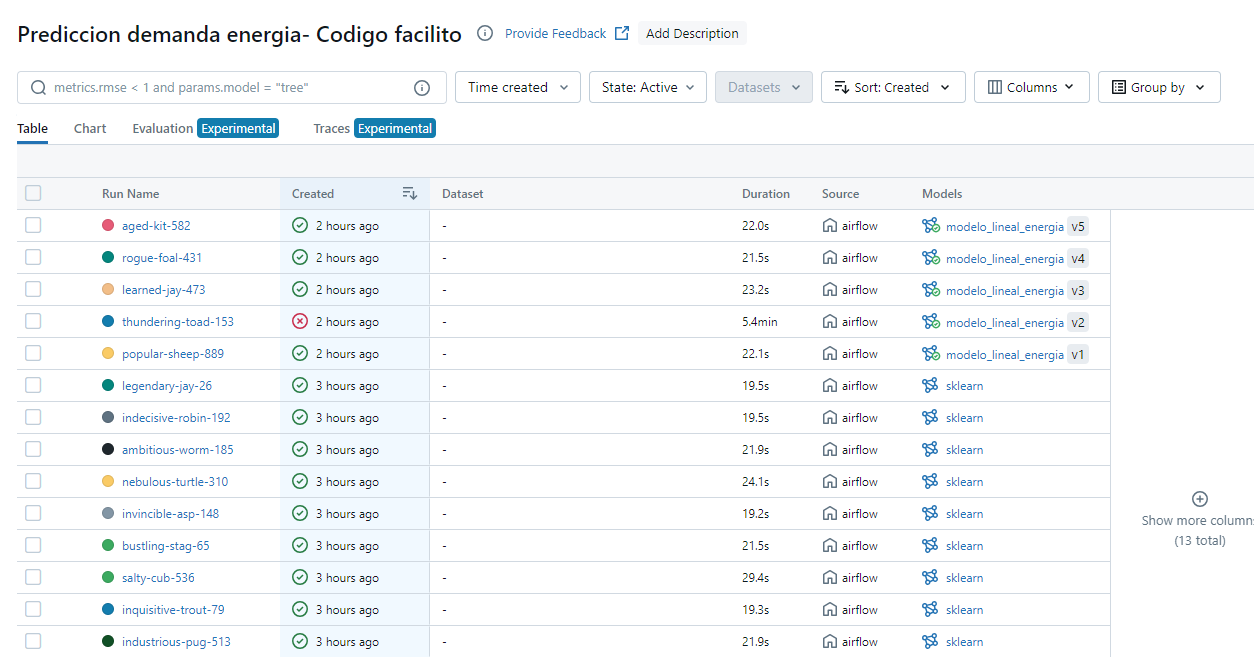 Prediccion demanda energia- Codigo facilito Provide Feedback Add Description
metrics.rmse < 1 and params.model = "tree" Time created State: Active Datasets Sort: Created Columns Group by
Table Chart Evaluation Experimental Traces Experimental
Run Name Created Dataset Duration Source Models
aged-kit-582 2 hours ago - 22.0s airflow modelo_lineal_energia v5
rogue-foal-431 2 hours ago - 21.5s airflow modelo_lineal_energia v4
learned-jay-473 2 hours ago - 23.2s airflow modelo_lineal_energia v3
thundering-toad-153 2 hours ago - 5.4min airflow modelo_lineal_energia v2
popular-sheep-889 2 hours ago - 22.1s airflow modelo_lineal_energia v1
legendary-jay-26 3 hours ago - 19.5s airflow sklearn
indecisive-robin-192 3 hours ago - 19.5s airflow sklearn
ambitious-worm-185 3 hours ago - 21.9s airflow sklearn
nebulous-turtle-310 3 hours ago - 24.1s airflow sklearn
invincible-asp-148 3 hours ago - 19.2s airflow sklearn
bustling-stag-65 3 hours ago - 21.5s airflow sklearn
salty-cub-536 3 hours ago - 29.4s airflow sklearn
inquisitive-trout-79 3 hours ago - 19.3s airflow sklearn
industrious-pug-513 3 hours ago - 21.9s airflow sklearn
Show more column
(13 total)